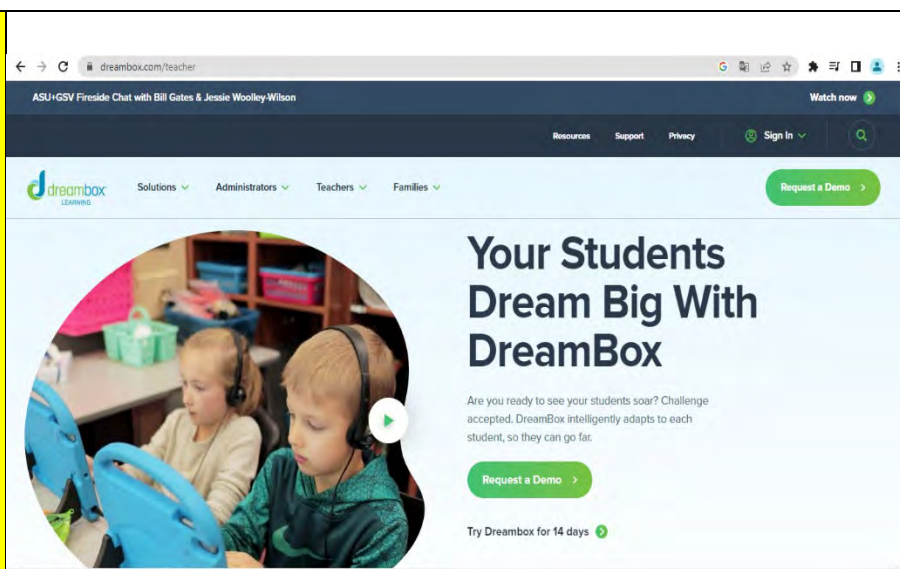 dreambox.com/teacher
ASU+GSV Fireside Chat with Bill Gates & Jessie Woolley-Wilson
Watch now
Resources Support Privacy Sign In
dreambox
LEARNING
Solutions Administrators Teachers Families
Request a Demo
Your Students
Dream Big With
DreamBox
Are you ready to see your students soar? Challenge
accepted. DreamBox intelligently adapts to each
student, so they can go far.
Request a Demo
Try Dreambox for 14 days